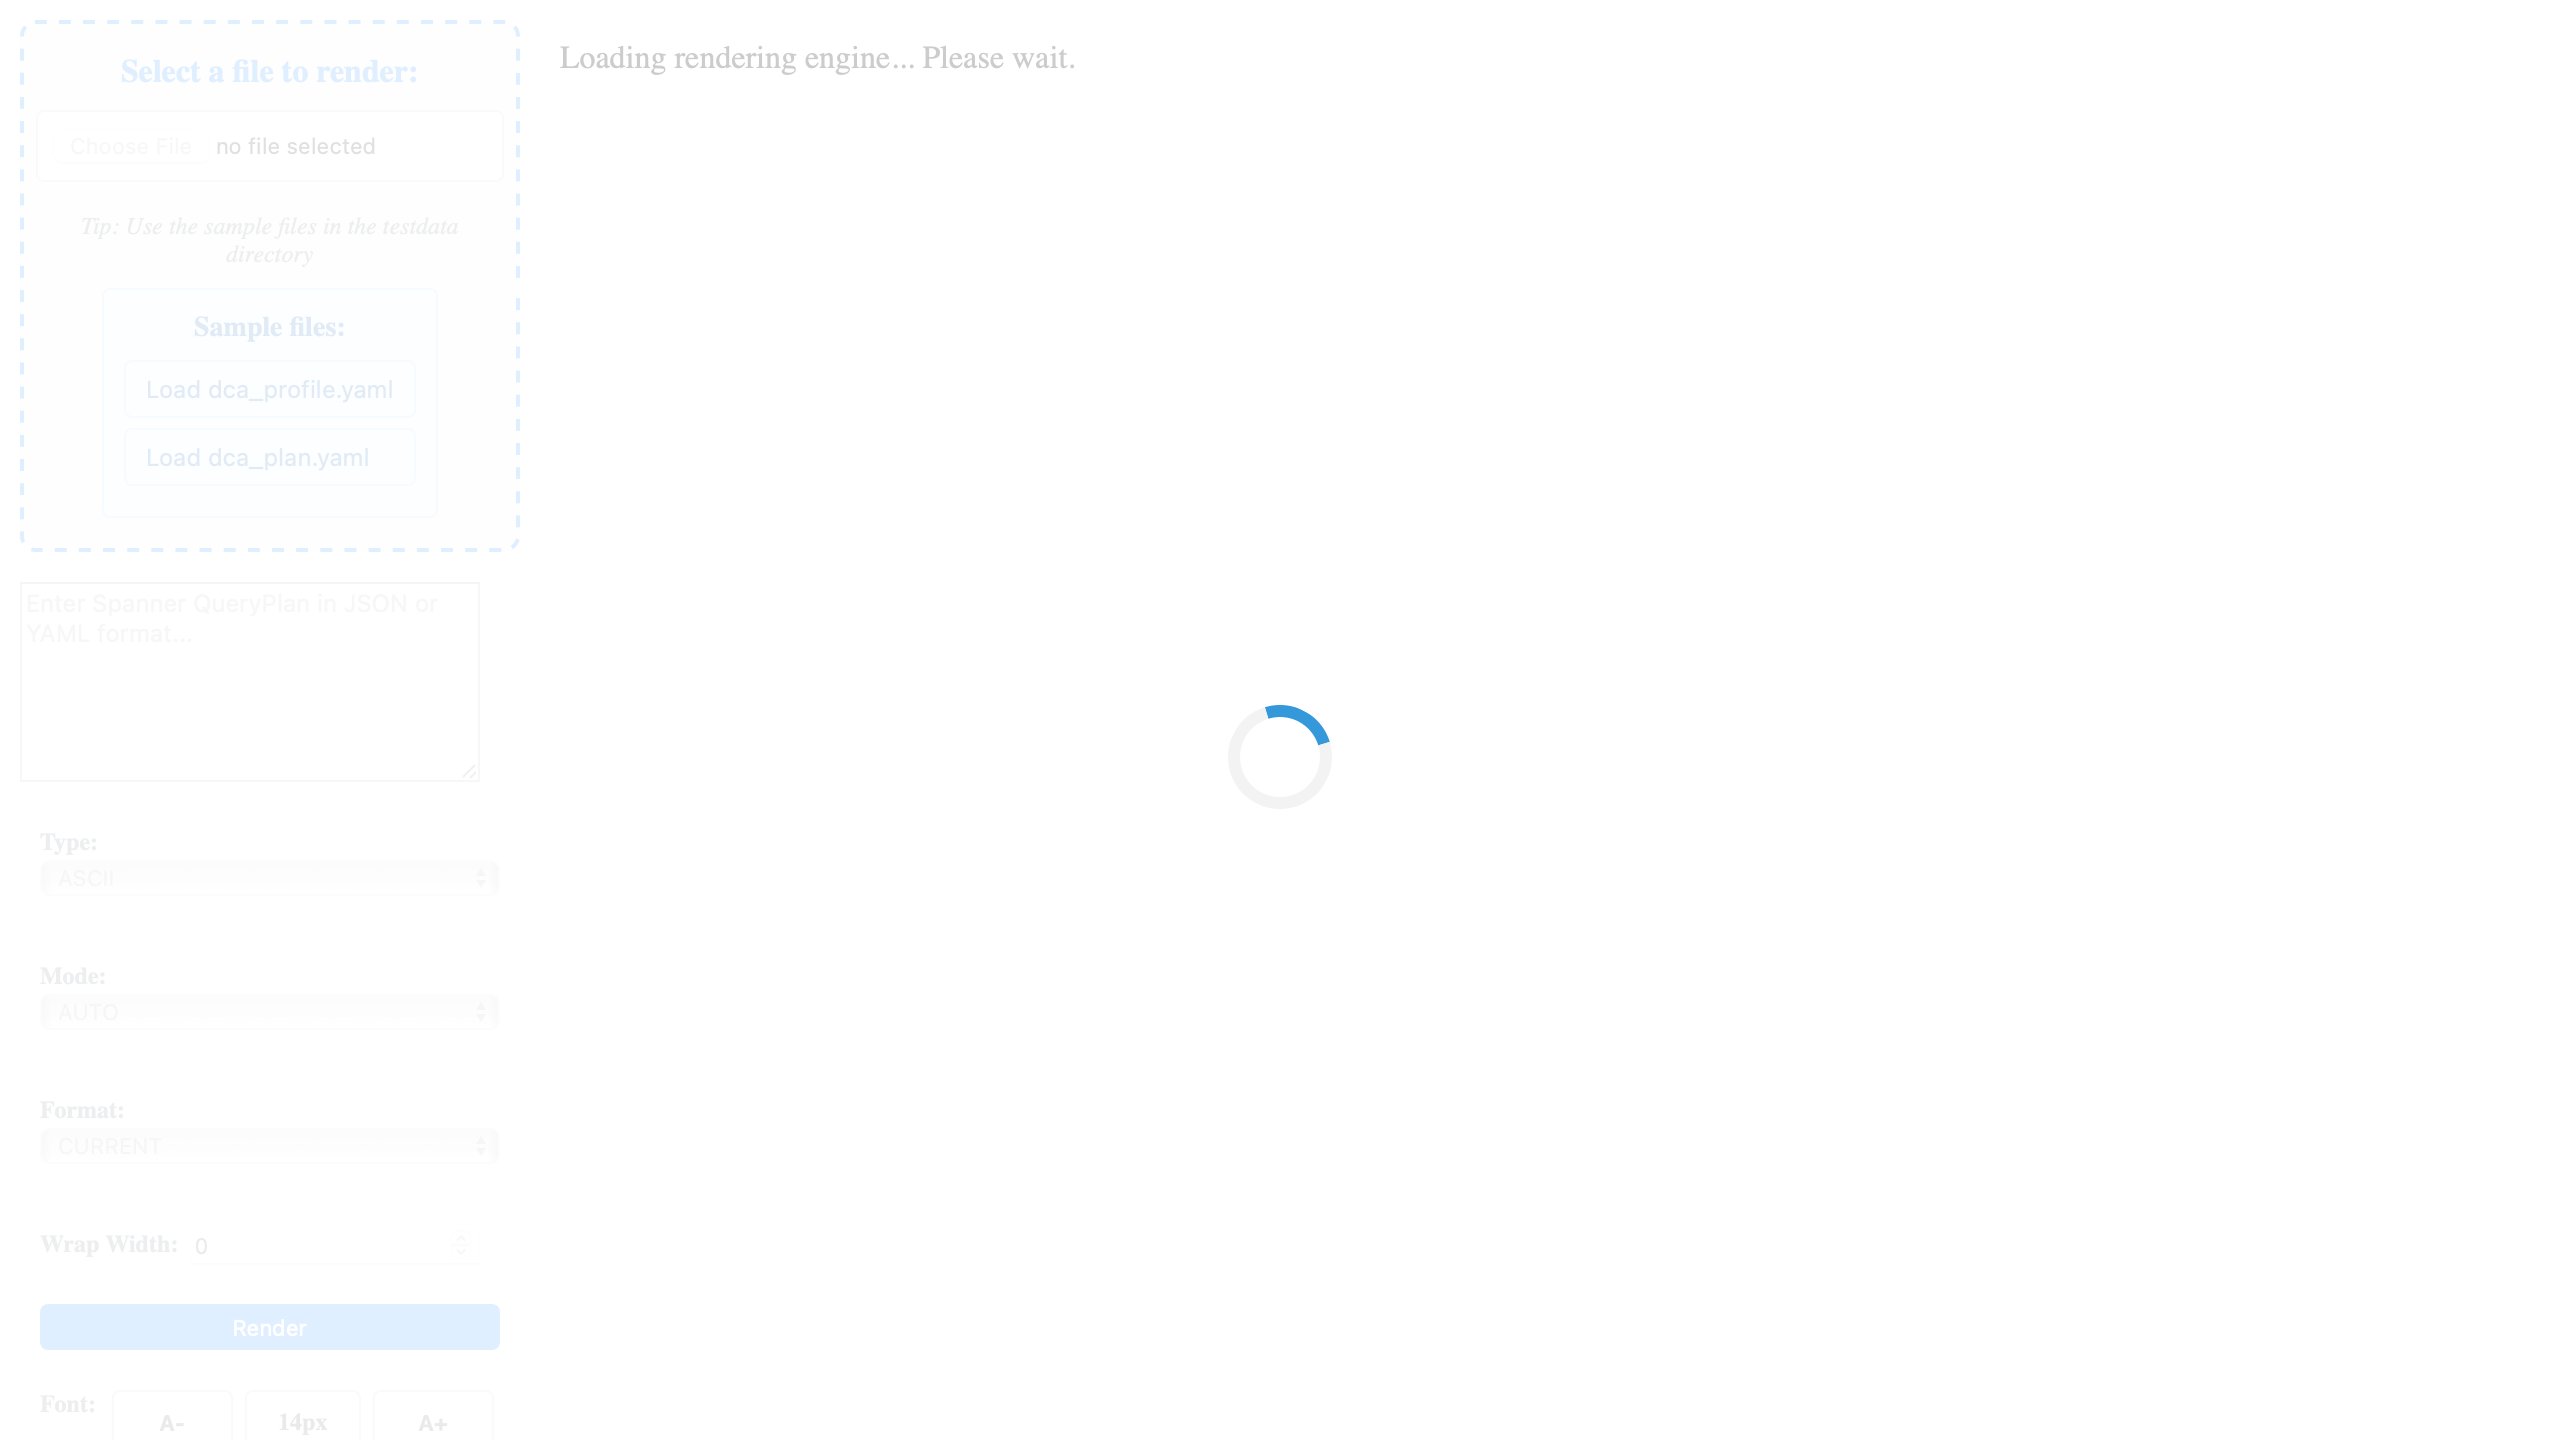 Select a file to render:
Choose File no file selected
Tip: Use the sample files in the testdata
directory
Sample files:
Load dca_profile.yaml
Load dca_plan.yaml
Enter Spanner QueryPlan in JSON or
YAML format...
Type:
ASCII
Mode:
AUTO
Format:
CURRENT
Wrap Width: 0
Render
Font: A- 14px A+
Loading rendering engine... Please wait.